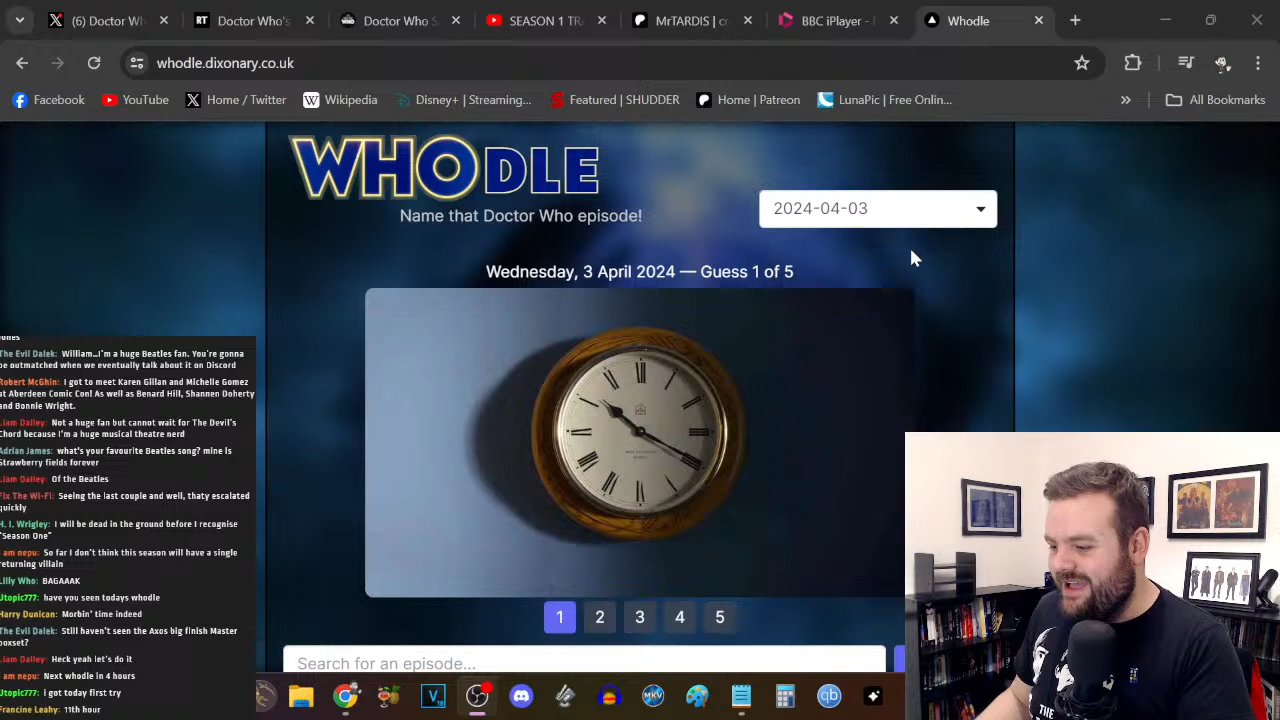 (6) Doctor Wh
Doctor Who's
Doctor Who S
SEASON 1 TR
MrTARDIS | cr
BBC iPlayer -
Whodle
whodle.dixonary.co.uk
Facebook
YouTube
Home / Twitter
Wikipedia
Disney+ | Streaming...
Featured | SHUDDER
Home | Patreon
LunaPic | Free Onlin...
All Bookmarks
WHODLE
Name that Doctor Who episode!
2024-04-03
Wednesday, 3 April 2024 — Guess 1 of 5
1 2 3 4 5
Search for an episode...
Jones
The Evil Dalek: William...I'm a huge Beatles fan. You're gonna
be outmatched when we eventually talk about it on Discord
Robert McGhin: I got to meet Karen Gillan and Michelle Gomez
at Aberdeen Comic Con! As well as Benard Hill, Shannen Doherty
and Bonnie Wright.
Liam Dalley: Not a huge fan but cannot wait for The Devil's
Chord because I'm a huge musical theatre nerd
Adrian James: what's your favourite Beatles song? mine is
Strawberry fields forever
Liam Dalley: Of the Beatles
Fix The Wi-Fi: Seeing the last couple and well, thaty escalated
quickly
H. I. Wrigley: I will be dead in the ground before I recognise
"Season One"
i am nepu: So far I don't think this season will have a single
returning villain
Lilly Who: BAGAAAK
Utopic777: have you seen todays whodle
Harry Dunican: Morbin' time indeed
The Evil Dalek: Still haven't seen the Axos big finish Master
boxset?
Liam Dalley: Heck yeah let's do it
i am nepu: Next whodle in 4 hours
Utopic777: i got today first try
Francine Leahy: 11th hour
THE